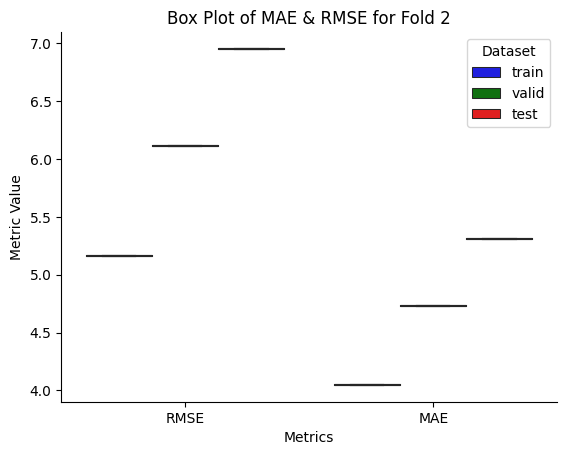 Box Plot of MAE & RMSE for Fold 2
7.0
6.5
6.0
5.5
5.0
4.5
4.0
Metric Value
Dataset
train
valid
test
RMSE
MAE
Metrics